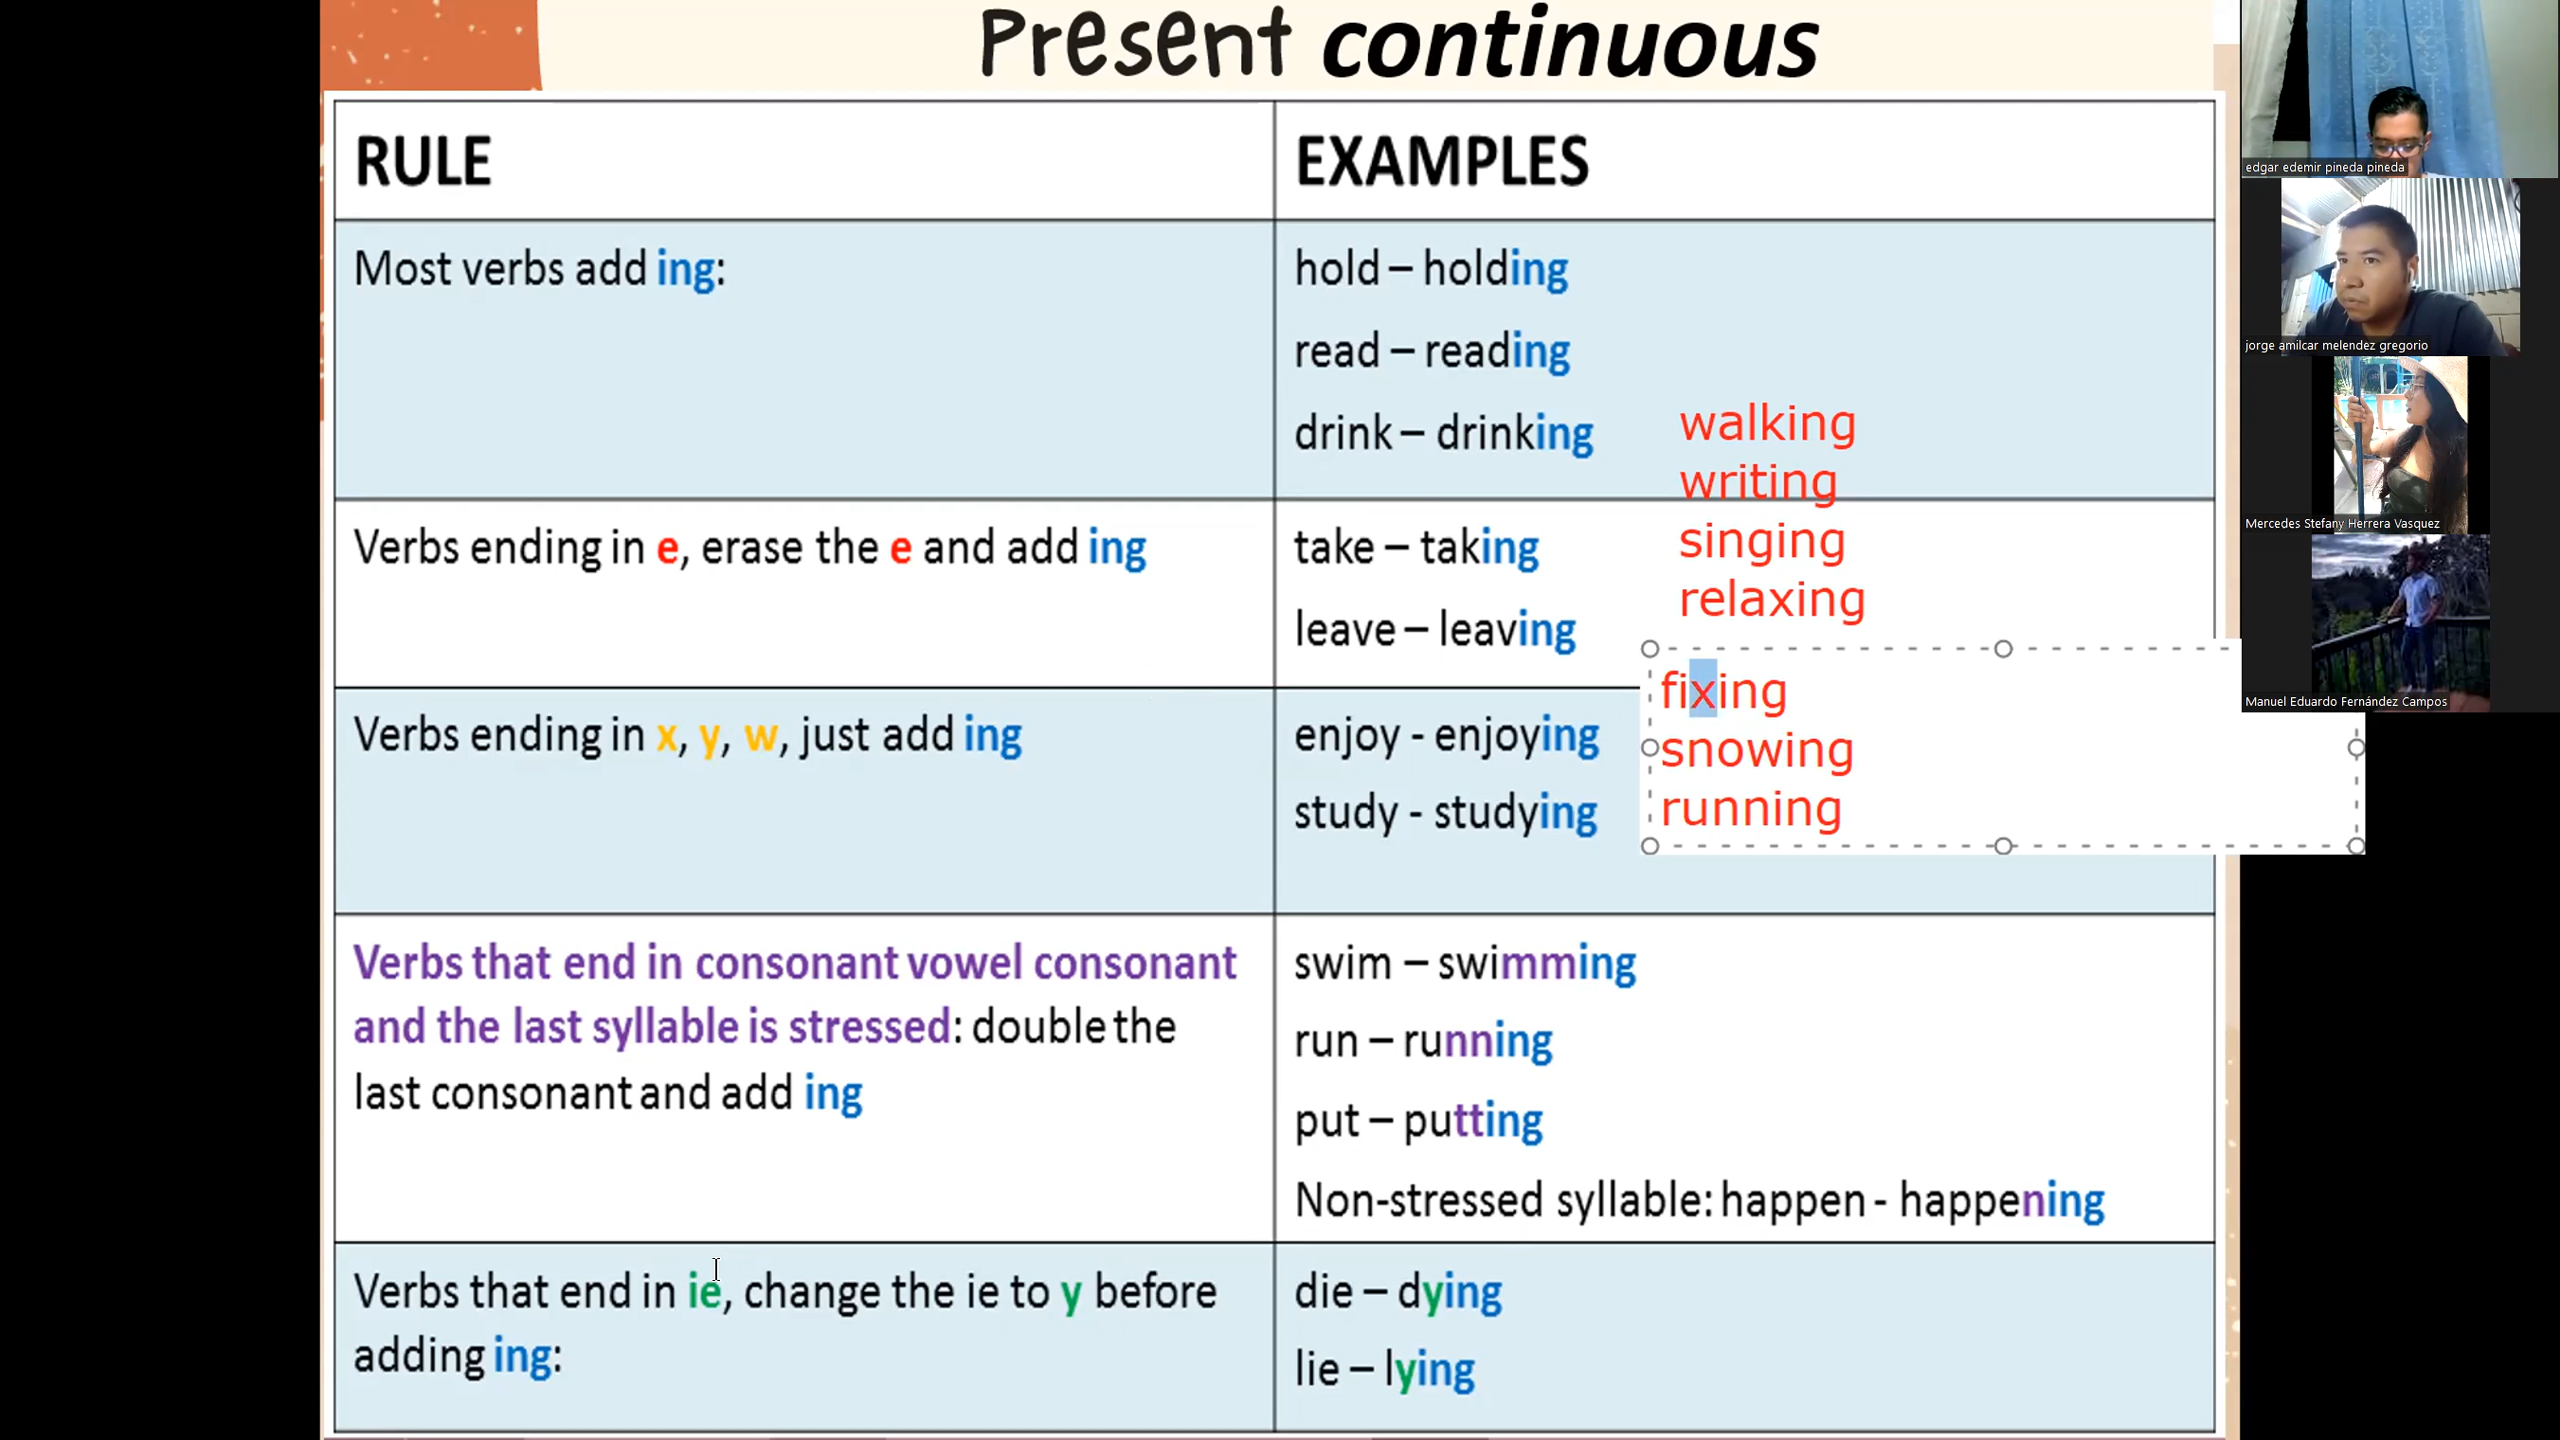 Present continuous
RULE
EXAMPLES
Most verbs add ing:
hold – holding
read – reading
drink – drinking
walking
writing
singing
relaxing
Verbs ending in e, erase the e and add ing
take – taking
leave – leaving
fixing
snowing
running
Verbs ending in x, y, w, just add ing
enjoy - enjoying
study - studying
Verbs that end in consonant vowel consonant
and the last syllable is stressed: double the
last consonant and add ing
swim – swimming
run – running
put – putting
Non-stressed syllable: happen - happening
Verbs that end in ie, change the ie to y before
adding ing:
die – dying
lie – lying
edgar edemir pineda pineda
jorge amilcar melendez gregorio
Mercedes Stefany Herrera Vasquez
Manuel Eduardo Fernández Campos